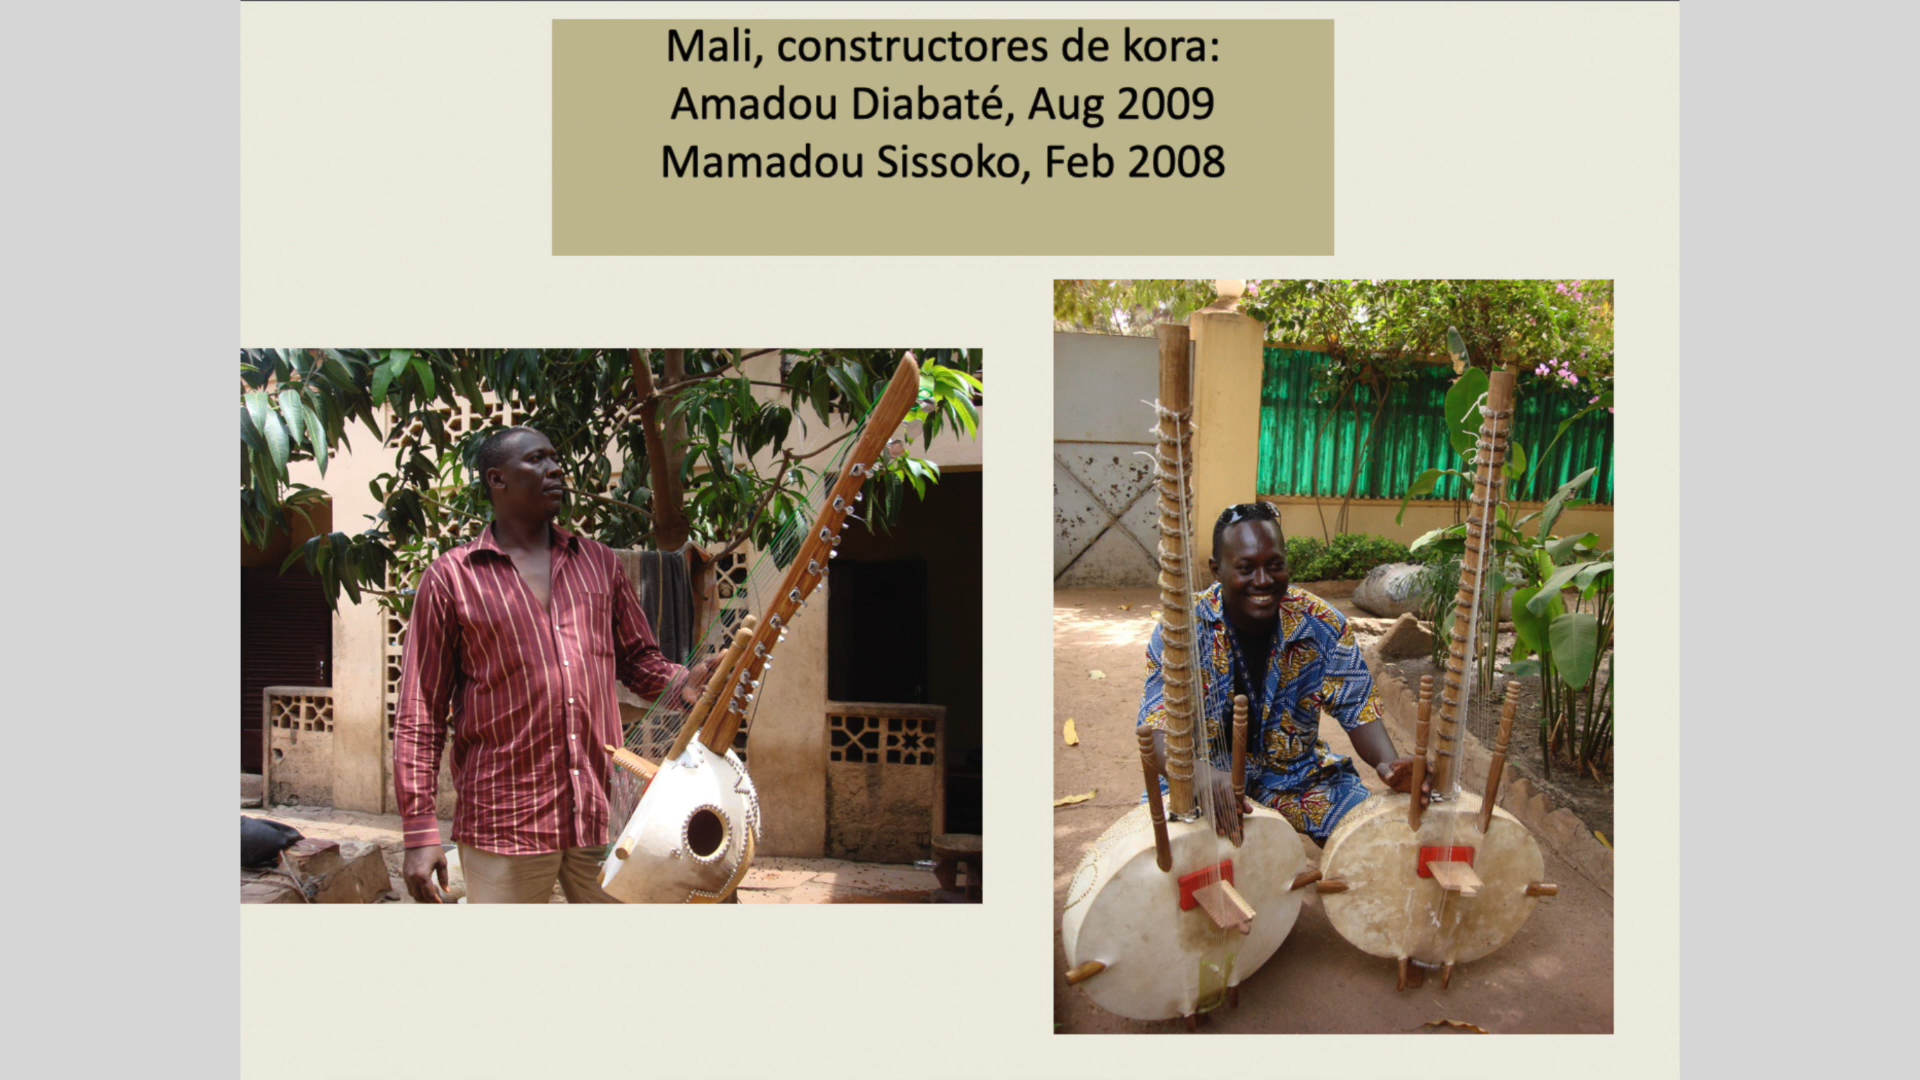 Mali, constructores de kora:
Amadou Diabaté, Aug 2009
Mamadou Sissoko, Feb 2008